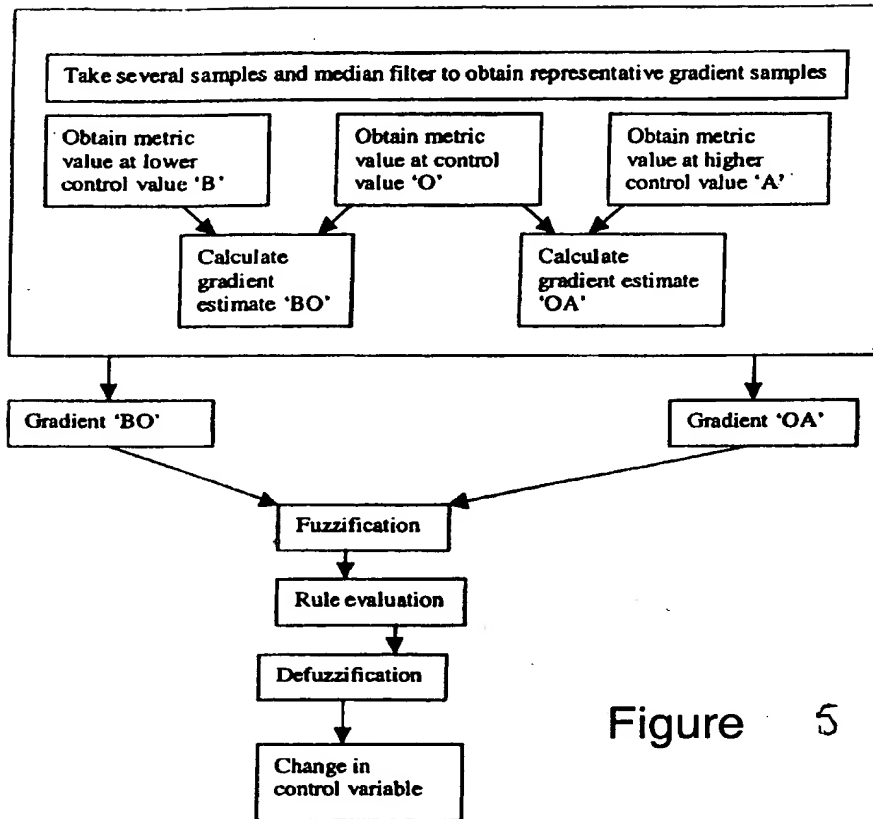 Take several samples and median filter to obtain representative gradient samples
Obtain metric
value at lower
control value 'B'
Obtain metric
value at control
value 'O'
Obtain metric
value at higher
control value 'A'
Calculate
gradient
estimate 'BO'
Calculate
gradient estimate
'OA'
Gradient 'BO'
Gradient 'OA'
Fuzzification
Rule evaluation
Defuzzification
Change in
control variable
Figure 5